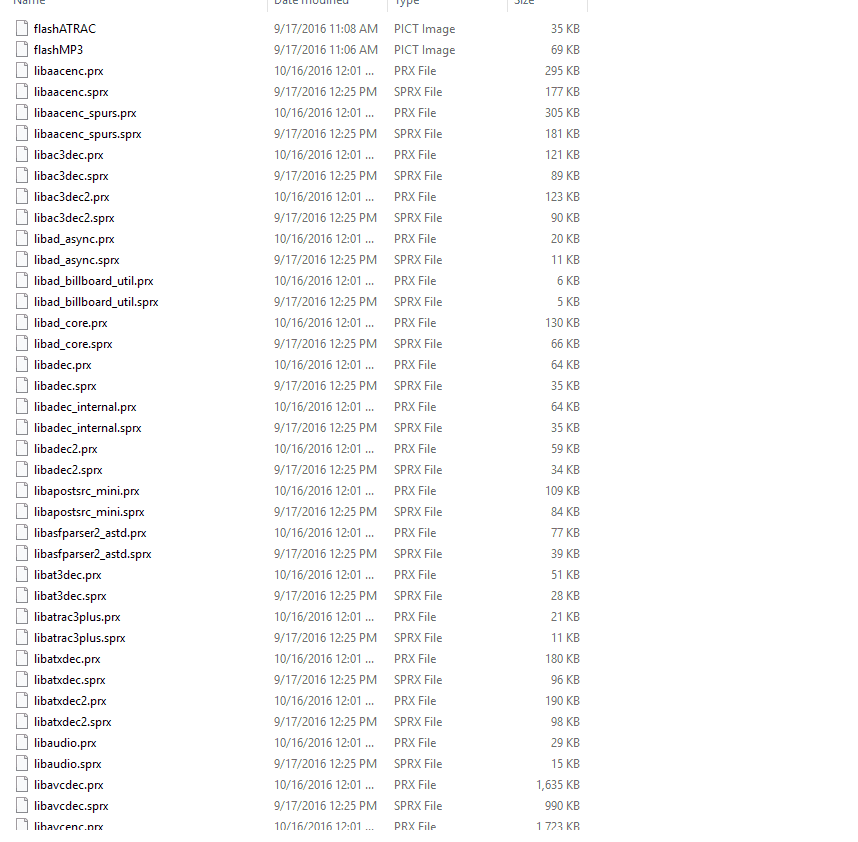 Name Date modified Type Size
flashATRAC 9/17/2016 11:08 AM PICT Image 35 KB
flashMP3 9/17/2016 11:06 AM PICT Image 69 KB
libaacenc.prx 10/16/2016 12:01 ... PRX File 295 KB
libaacenc.sprx 9/17/2016 12:25 PM SPRX File 177 KB
libaacenc_spurs.prx 10/16/2016 12:01 ... PRX File 305 KB
libaacenc_spurs.sprx 9/17/2016 12:25 PM SPRX File 181 KB
libac3dec.prx 10/16/2016 12:01 ... PRX File 121 KB
libac3dec.sprx 9/17/2016 12:25 PM SPRX File 89 KB
libac3dec2.prx 10/16/2016 12:01 ... PRX File 123 KB
libac3dec2.sprx 9/17/2016 12:25 PM SPRX File 90 KB
libad_async.prx 10/16/2016 12:01 ... PRX File 20 KB
libad_async.sprx 9/17/2016 12:25 PM SPRX File 11 KB
libad_billboard_util.prx 10/16/2016 12:01 ... PRX File 6 KB
libad_billboard_util.sprx 9/17/2016 12:25 PM SPRX File 5 KB
libad_core.prx 10/16/2016 12:01 ... PRX File 130 KB
libad_core.sprx 9/17/2016 12:25 PM SPRX File 66 KB
libadec.prx 10/16/2016 12:01 ... PRX File 64 KB
libadec.sprx 9/17/2016 12:25 PM SPRX File 35 KB
libadec_internal.prx 10/16/2016 12:01 ... PRX File 64 KB
libadec_internal.sprx 9/17/2016 12:25 PM SPRX File 35 KB
libadec2.prx 10/16/2016 12:01 ... PRX File 59 KB
libadec2.sprx 9/17/2016 12:25 PM SPRX File 34 KB
libapostsrc_mini.prx 10/16/2016 12:01 ... PRX File 109 KB
libapostsrc_mini.sprx 9/17/2016 12:25 PM SPRX File 84 KB
libasfparser2_astd.prx 10/16/2016 12:01 ... PRX File 77 KB
libasfparser2_astd.sprx 9/17/2016 12:25 PM SPRX File 39 KB
libat3dec.prx 10/16/2016 12:01 ... PRX File 51 KB
libat3dec.sprx 9/17/2016 12:25 PM SPRX File 28 KB
libatrac3plus.prx 10/16/2016 12:01 ... PRX File 21 KB
libatrac3plus.sprx 9/17/2016 12:25 PM SPRX File 11 KB
libatxdec.prx 10/16/2016 12:01 ... PRX File 180 KB
libatxdec.sprx 9/17/2016 12:25 PM SPRX File 96 KB
libatxdec2.prx 10/16/2016 12:01 ... PRX File 190 KB
libatxdec2.sprx 9/17/2016 12:25 PM SPRX File 98 KB
libaudio.prx 10/16/2016 12:01 ... PRX File 29 KB
libaudio.sprx 9/17/2016 12:25 PM SPRX File 15 KB
libavcdec.prx 10/16/2016 12:01 ... PRX File 1,635 KB
libavcdec.sprx 9/17/2016 12:25 PM SPRX File 990 KB
libavcenc.prx 10/16/2016 12:01 ... PRX File 1,723 KB